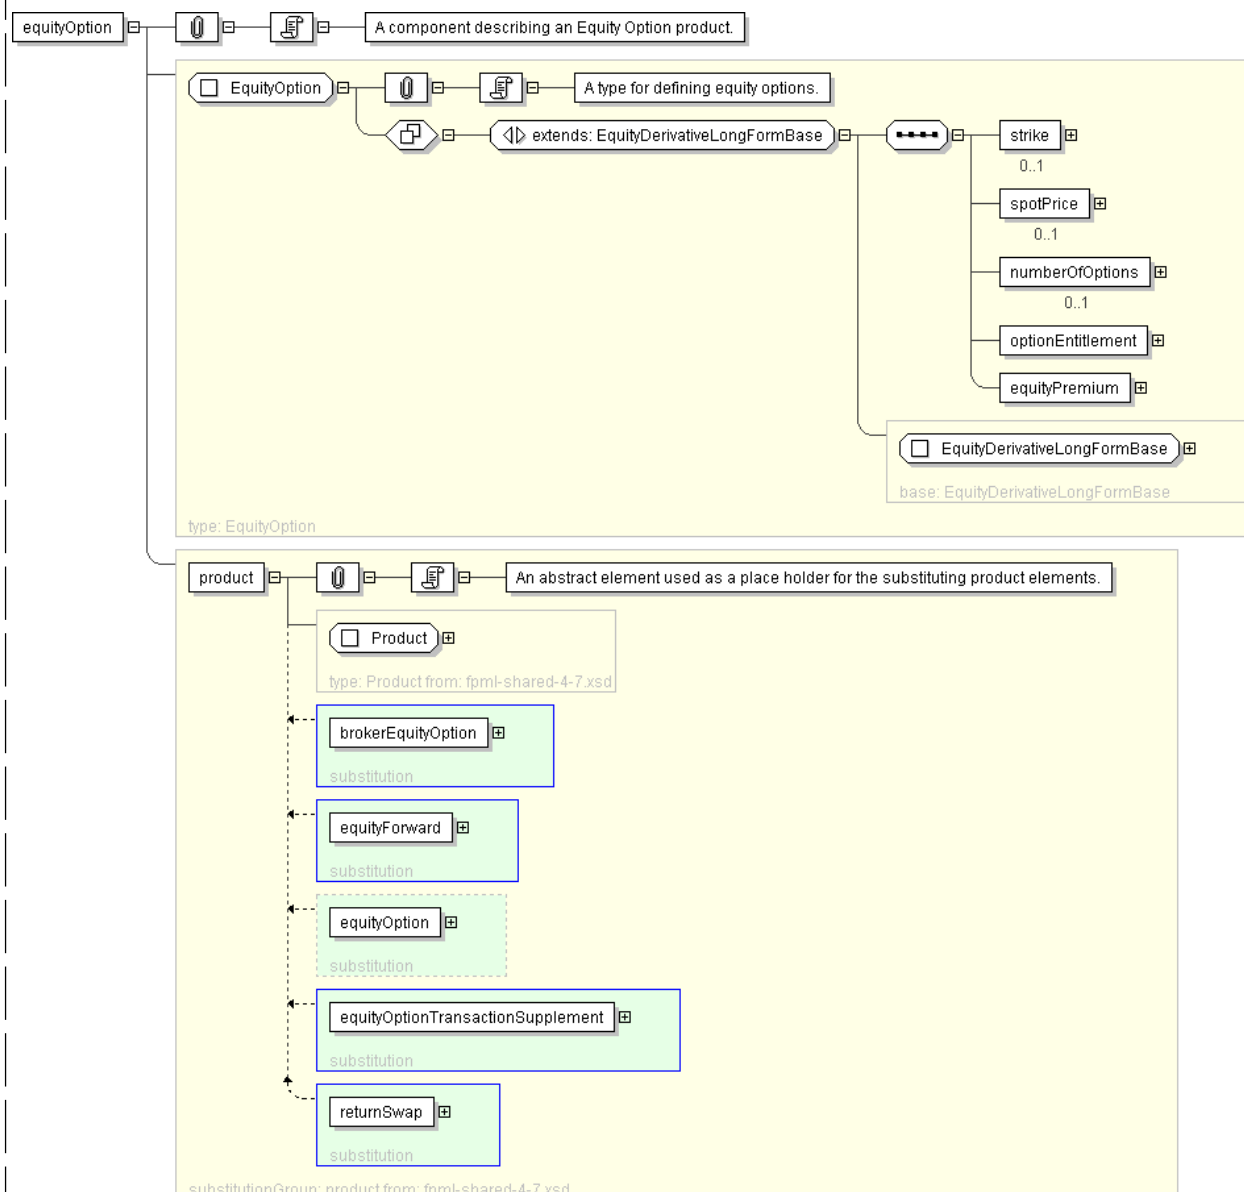 equityOption A component describing an Equity Option product.
EquityOption A type for defining equity options.
extends: EquityDerivativeLongFormBase strike
0..1
spotPrice
0..1
numberOfOptions
0..1
optionEntitlement
equityPremium
EquityDerivativeLongFormBase
base: EquityDerivativeLongFormBase
type: EquityOption
product An abstract element used as a place holder for the substituting product elements.
Product
type: Product from: fpml-shared-4-7.xsd
brokerEquityOption
substitution
equityForward
substitution
equityOption
substitution
equityOptionTransactionSupplement
substitution
returnSwap
substitution
substitutionGroup: product from: fpml-shared-4-7.xsd